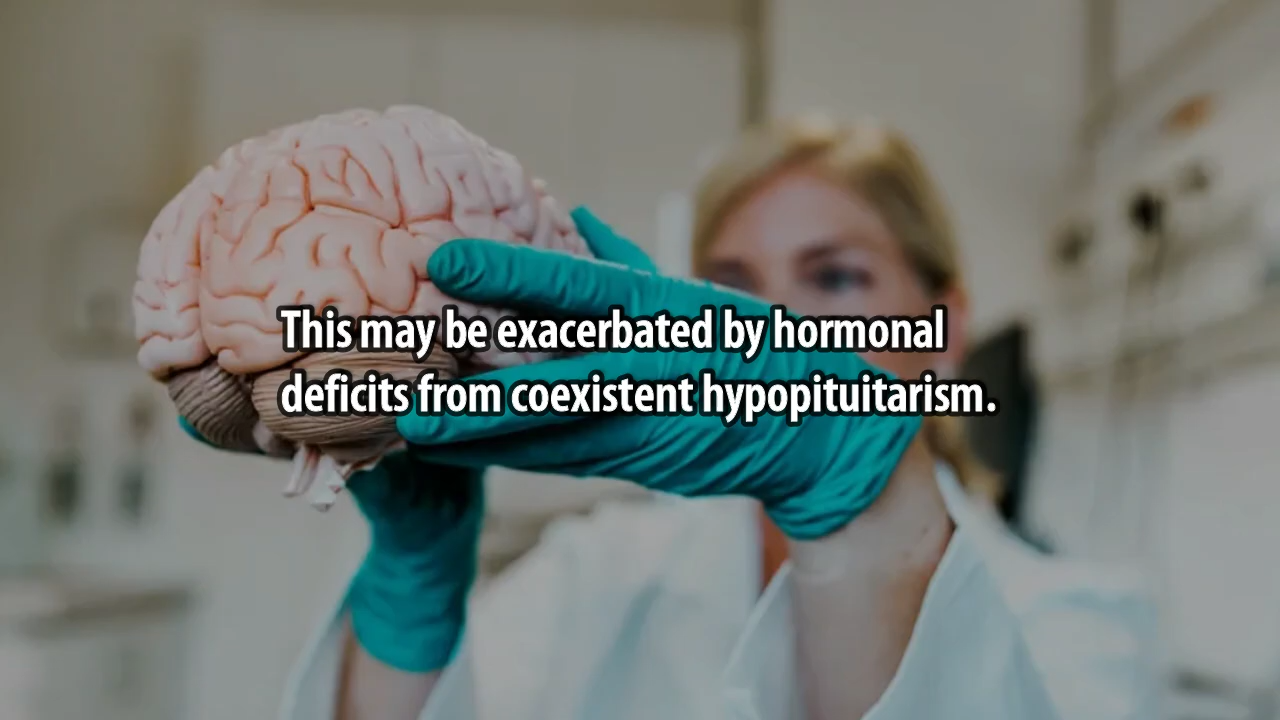 This may be exacerbated by hormonal
deficits from coexistent hypopituitarism.